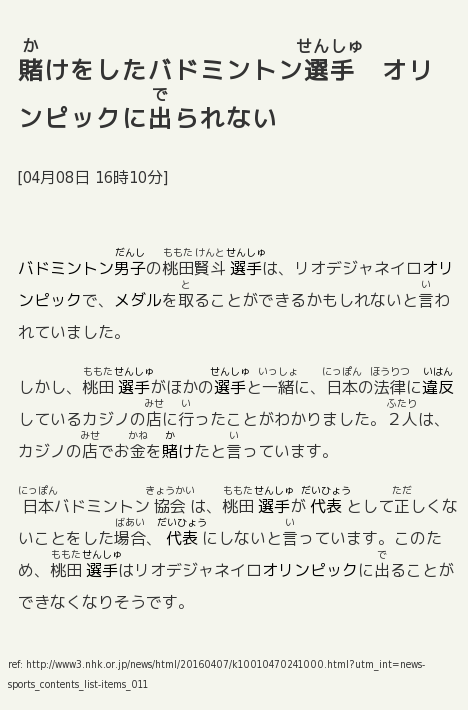 賭けをしたバドミントン選手　オリ
ンピックに出られない
[04月08日 16時10分]
バドミントン男子の桃田賢斗選手は、リオデジャネイロオリ
ンピックで、メダルを取ることができるかもしれないと言わ
れていました。
しかし、桃田選手がほかの選手と一緒に、日本の法律に違反
しているカジノの店に行ったことがわかりました。２人は、
カジノの店でお金を賭けたと言っています。
日本バドミントン協会は、桃田選手が代表として正しくな
いことをした場合、代表にしないと言っています。このた
め、桃田選手はリオデジャネイロオリンピックに出ることが
できなくなりそうです。
ref: http://www3.nhk.or.jp/news/html/20160407/k10010470241000.html?utm_int=news-
sports_contents_list-items_011